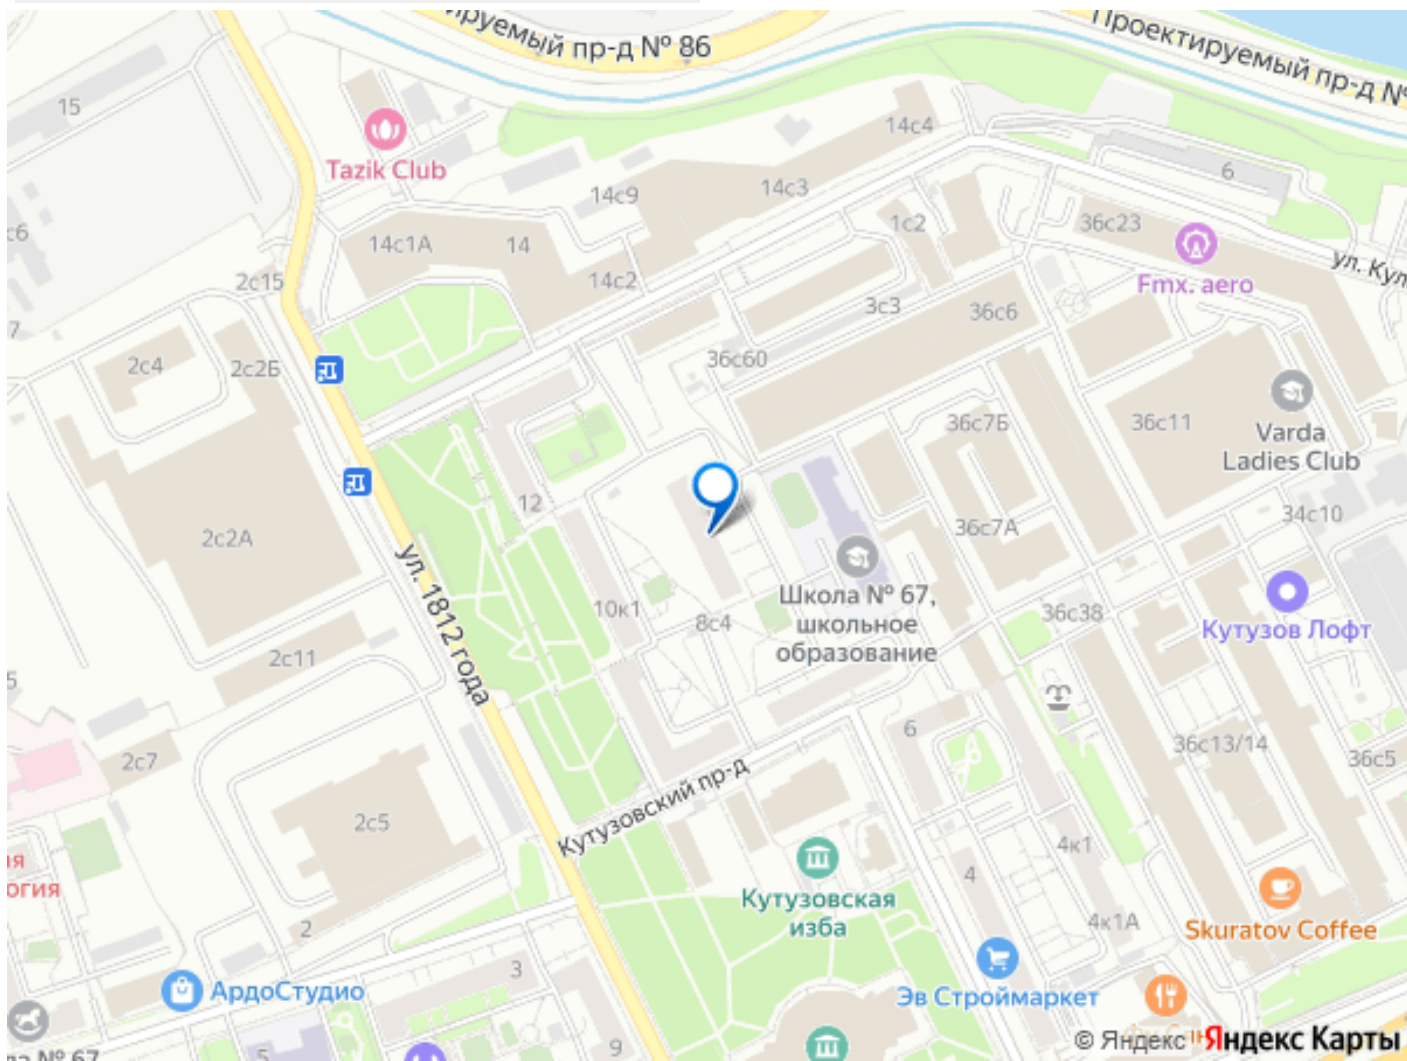 Проектируемый пр-д №
пр-д № 86
15
14с4
Tazik Club
6
14с3
14с9
1с2
36с23
14с1А
14
ул. Кул
2с15
14с2
Fmx. aero
3с3
36с6
36с60
2с4
2с2Б
36с7Б
36с11
Varda
Ladies Club
12
34с10
36с7А
2с2А
ул. 1812 года
Школа № 67,
школьное
образование
10к1
8с4
36с38
Кутузов Лофт
2с11
6
36с13/14
36с5
2с7
Кутузовский пр-д
2с5
4к1
4
Кутузовская
изба
4к1А
Skuratov Coffee
2
огия
3
АрдоСтудио
Эв Строймаркет
5
9
№ 67
© Яндекс
Яндекс Карты